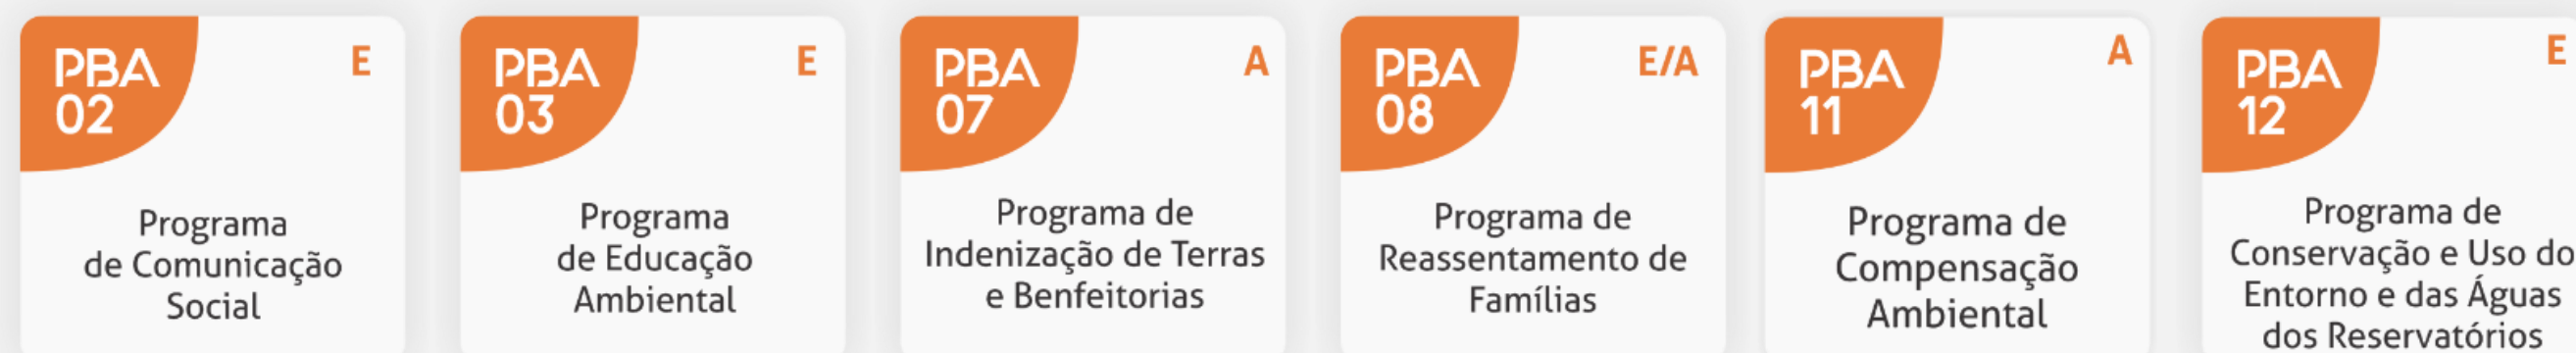 PBA
02
E
Programa
de Comunicação
Social
PBA
03
E
Programa
de Educação
Ambiental
PBA
07
A
Programa de
Indenização de Terras
e Benfeitorias
PBA
08
E/A
Programa de
Reassentamento de
Famílias
PBA
11
A
Programa de
Compensação
Ambiental
PBA
12
E
Programa de
Conservação e Uso do
Entorno e das Águas
dos Reservatórios